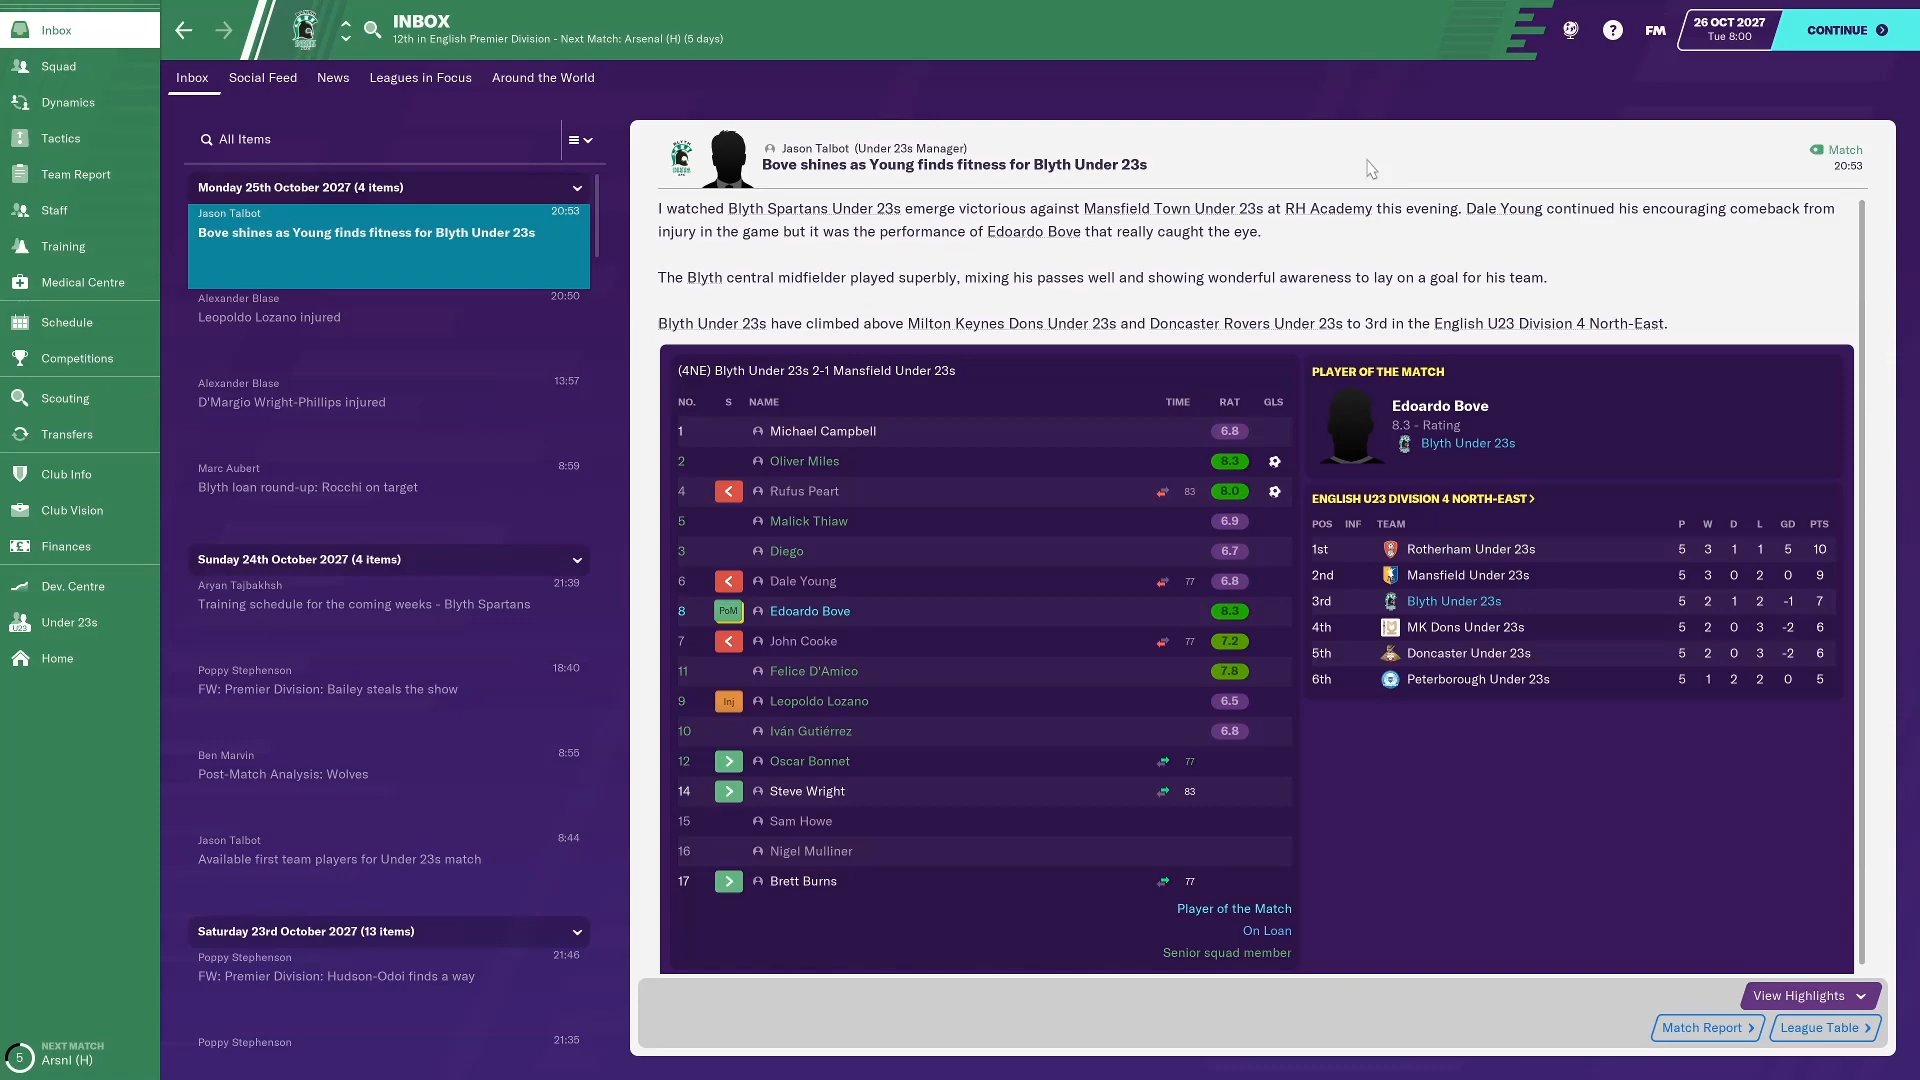 INBOX
12th in English Premier Division - Next Match: Arsenal (H) (5 days)
FM
26 OCT 2027
Tue 8:00
CONTINUE
Inbox
Squad
Dynamics
Tactics
Team Report
Staff
Training
Medical Centre
Schedule
Competitions
Scouting
Transfers
Club Info
Club Vision
Finances
Dev. Centre
U23
Under 23s
Home
5
NEXT MATCH
Arsnl (H)
Inbox Social Feed News Leagues in Focus Around the World
All Items
Monday 25th October 2027 (4 items)
Jason Talbot 20:53
Bove shines as Young finds fitness for Blyth Under 23s
Alexander Blase 20:50
Leopoldo Lozano injured
Alexander Blase 13:57
D'Margio Wright-Phillips injured
Marc Aubert 8:59
Blyth loan round-up: Rocchi on target
Sunday 24th October 2027 (4 items)
Aryan Tajbakhsh 21:39
Training schedule for the coming weeks - Blyth Spartans
Poppy Stephenson 18:40
FW: Premier Division: Bailey steals the show
Ben Marvin 8:55
Post-Match Analysis: Wolves
Jason Talbot 8:44
Available first team players for Under 23s match
Saturday 23rd October 2027 (13 items)
Poppy Stephenson 21:46
FW: Premier Division: Hudson-Odoi finds a way
Poppy Stephenson 21:35
Jason Talbot (Under 23s Manager)
Bove shines as Young finds fitness for Blyth Under 23s
Match
20:53
I watched Blyth Spartans Under 23s emerge victorious against Mansfield Town Under 23s at RH Academy this evening. Dale Young continued his encouraging comeback from
injury in the game but it was the performance of Edoardo Bove that really caught the eye.
The Blyth central midfielder played superbly, mixing his passes well and showing wonderful awareness to lay on a goal for his team.
Blyth Under 23s have climbed above Milton Keynes Dons Under 23s and Doncaster Rovers Under 23s to 3rd in the English U23 Division 4 North-East.
(4NE) Blyth Under 23s 2-1 Mansfield Under 23s
NO. S NAME TIME RAT GLS
1 Michael Campbell 6.8
2 Oliver Miles 8.3
4 Rufus Peart 83 8.0
5 Malick Thiaw 6.9
3 Diego 6.7
6 Dale Young 77 6.8
8 PoM Edoardo Bove 8.3
7 John Cooke 77 7.2
11 Felice D'Amico 7.8
9 Inj Leopoldo Lozano 6.5
10 Iván Gutiérrez 6.8
12 Oscar Bonnet 77
14 Steve Wright 83
15 Sam Howe
16 Nigel Mulliner
17 Brett Burns 77
Player of the Match
On Loan
Senior squad member
PLAYER OF THE MATCH
Edoardo Bove
8.3 - Rating
Blyth Under 23s
ENGLISH U23 DIVISION 4 NORTH-EAST >
POS INF TEAM P W D L GD PTS
1st Rotherham Under 23s 5 3 1 1 5 10
2nd Mansfield Under 23s 5 3 0 2 0 9
3rd Blyth Under 23s 5 2 1 2 -1 7
4th MK Dons Under 23s 5 2 0 3 -2 6
5th Doncaster Under 23s 5 2 0 3 -2 6
6th Peterborough Under 23s 5 1 2 2 0 5
View Highlights
Match Report >
League Table >